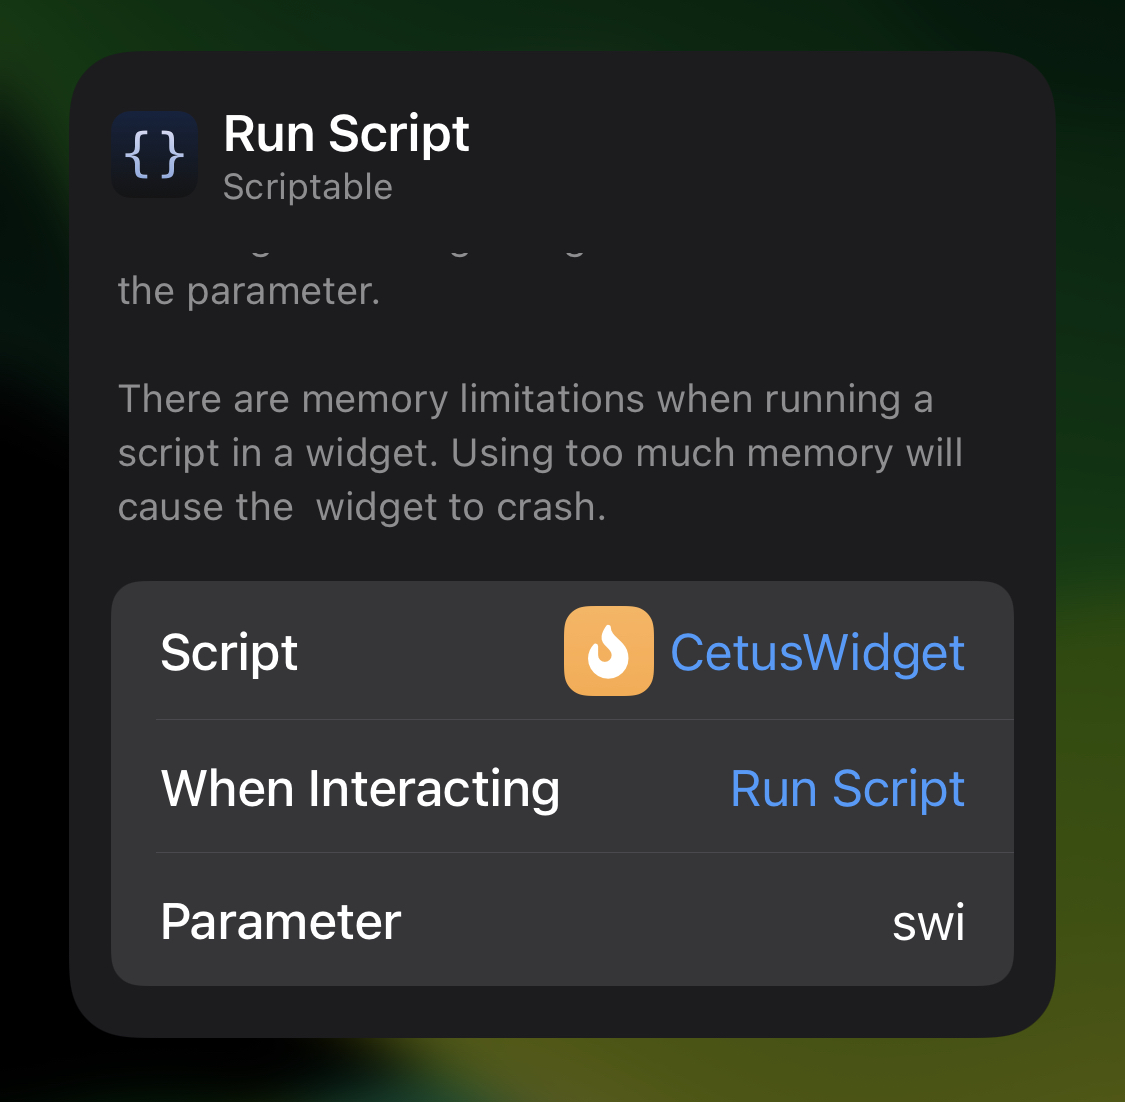 {}
Run Script
Scriptable
the parameter.
There are memory limitations when running a
script in a widget. Using too much memory will
cause the  widget to crash.
Script CetusWidget
When Interacting Run Script
Parameter swi